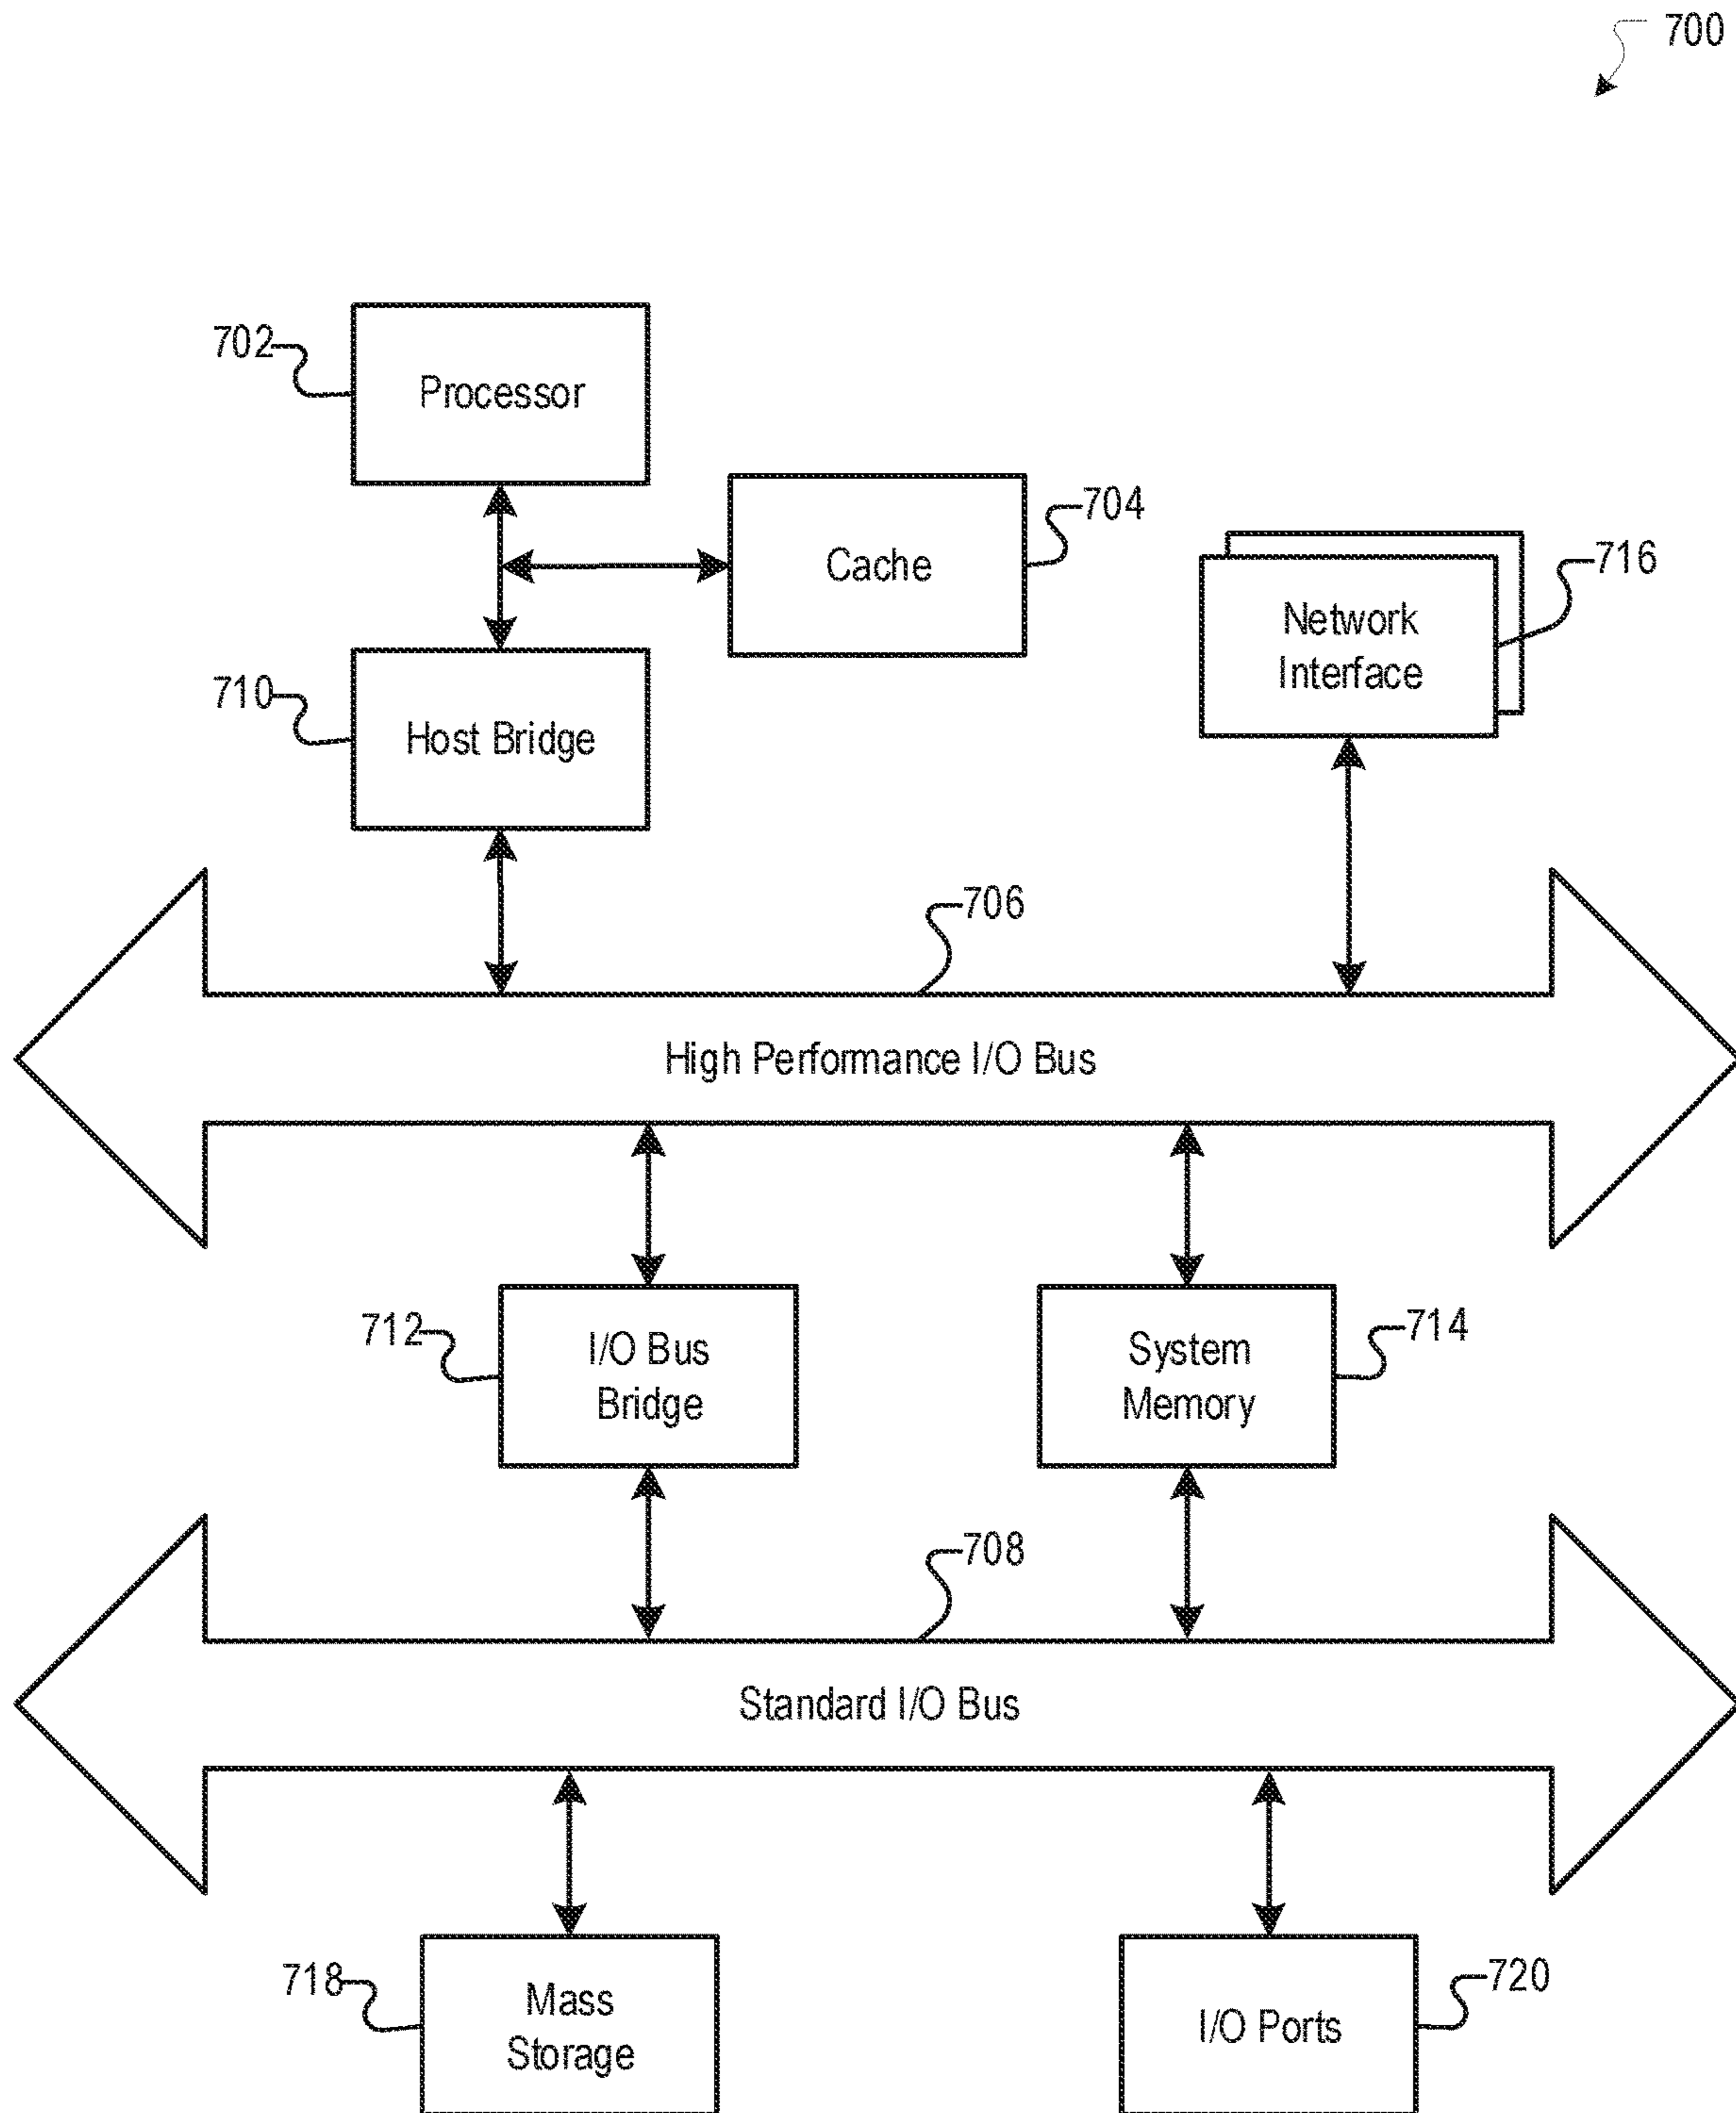 700
702
Processor
704
Cache
716
Network
Interface
710
Host Bridge
706
High Performance I/O Bus
712
I/O Bus
Bridge
System
Memory
714
708
Standard I/O Bus
718
Mass
Storage
I/O Ports
720